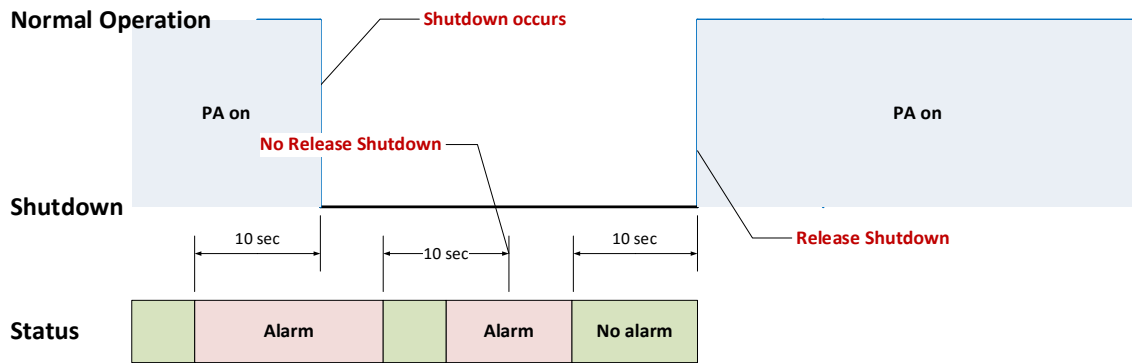 Normal Operation
Shutdown occurs
PA on
PA on
No Release Shutdown
Shutdown
10 sec
10 sec
10 sec
Release Shutdown
Status
Alarm
Alarm
No alarm